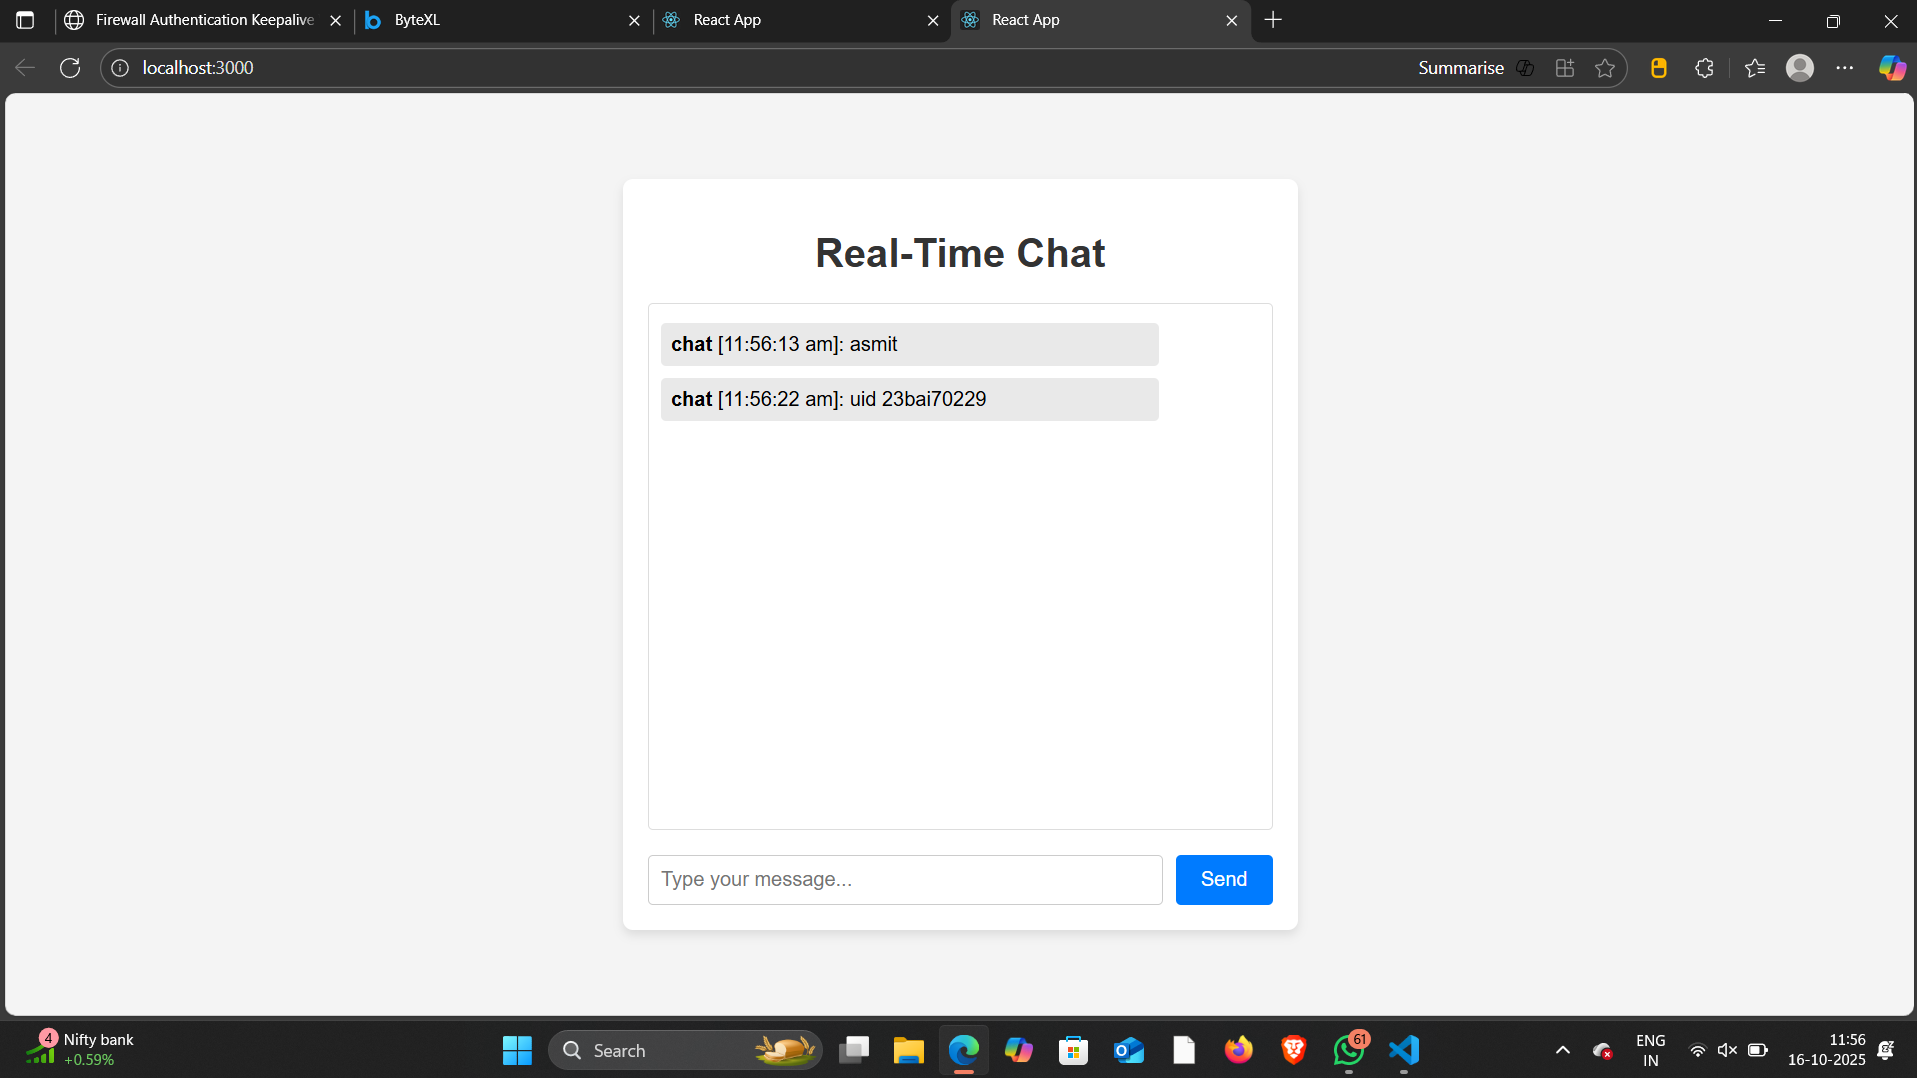 Firewall Authentication Keepalive
ByteXL
React App
React App
localhost:3000
Summarise
Real-Time Chat
chat [11:56:13 am]: asmit
chat [11:56:22 am]: uid 23bai70229
Type your message...
Send
4
Nifty bank
+0.59%
Search
61
ENG
IN
11:56
16-10-2025